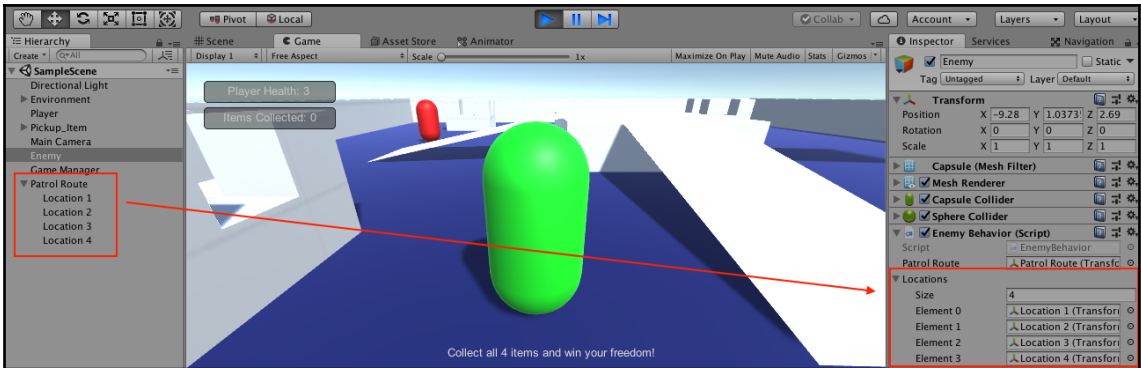 Pivot Local Collab Account Layers Layout
Hierarchy
Create All
SampleScene
Directional Light
Environment
Player
Pickup_Item
Main Camera
Enemy
Game Manager
Patrol Route
Location 1
Location 2
Location 3
Location 4
Scene Game Asset Store Animator
Display 1 Free Aspect Scale 1x Maximize On Play Mute Audio Stats Gizmos
Player Health: 3
Items Collected: 0
Collect all 4 items and win your freedom!
Inspector Services Navigation
Enemy Static
Tag Untagged Layer Default
Transform
Position X -9.28 Y 1.0373 Z 2.69
Rotation X 0 Y 0 Z 0
Scale X 1 Y 1 Z 1
Capsule (Mesh Filter)
Mesh Renderer
Capsule Collider
Sphere Collider
Enemy Behavior (Script)
Script EnemyBehavior
Patrol Route Patrol Route (Transfc
Locations
Size 4
Element 0 Location 1 (Transfor
Element 1 Location 2 (Transfor
Element 2 Location 3 (Transfor
Element 3 Location 4 (Transfor